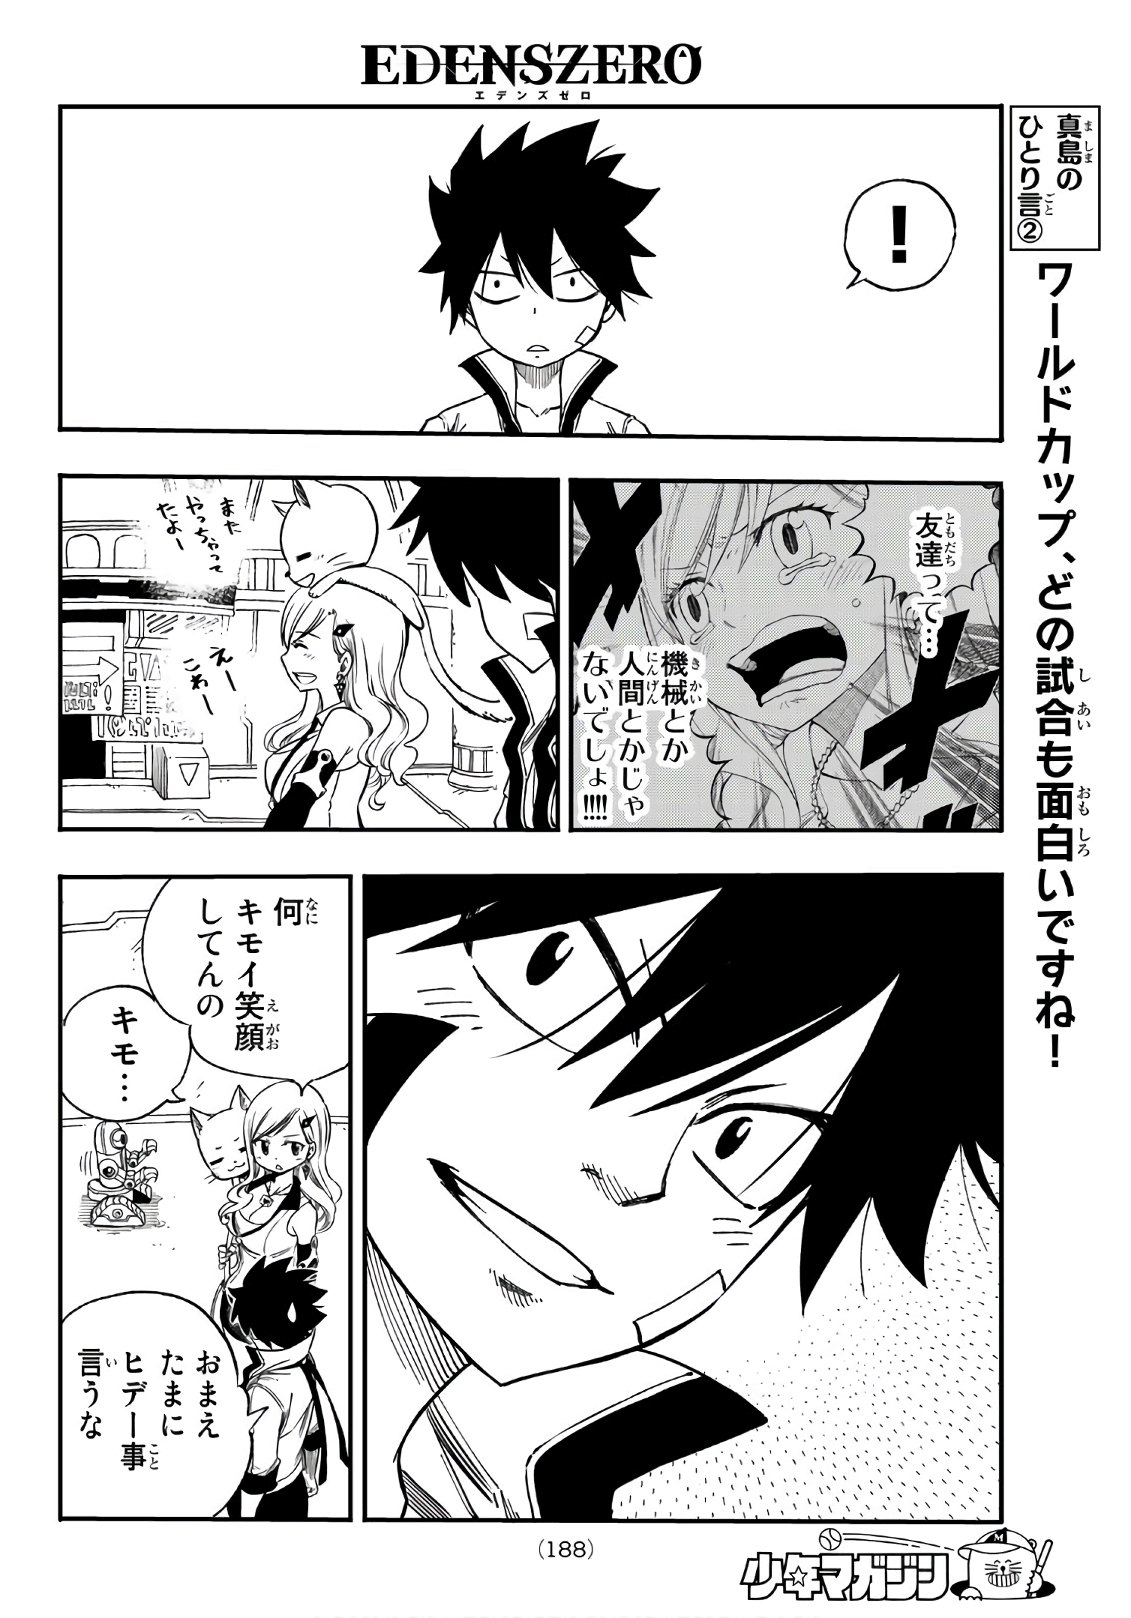 EDENSZERO
エデンズゼロ
真島の
ひとり言②
ワールドカップ、どの試合も面白いですね!
!
友達って…
機械とか
人間とかじゃ
ないでしょ!!!!
また
やっちゃって
たよー
えー
こわー
何
キモイ笑顔
してんの
キモ…
おまえ
たまに
ヒデー事
言うな
(188)
少年マガジン
M